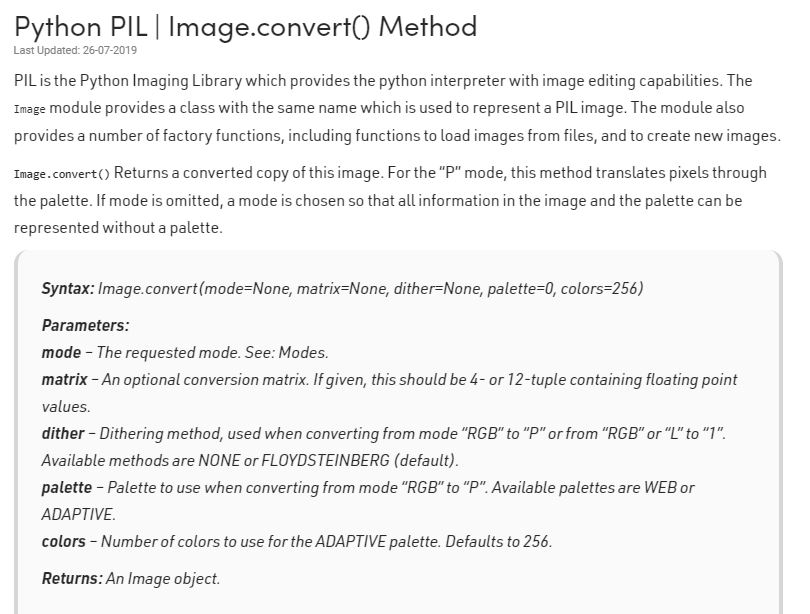 Python PIL | Image.convert() Method
Last Updated: 26-07-2019
PIL is the Python Imaging Library which provides the python interpreter with image editing capabilities. The
Image module provides a class with the same name which is used to represent a PIL image. The module also
provides a number of factory functions, including functions to load images from files, and to create new images.
Image.convert() Returns a converted copy of this image. For the “P” mode, this method translates pixels through
the palette. If mode is omitted, a mode is chosen so that all information in the image and the palette can be
represented without a palette.
Syntax: Image.convert(mode=None, matrix=None, dither=None, palette=0, colors=256)
Parameters:
mode – The requested mode. See: Modes.
matrix – An optional conversion matrix. If given, this should be 4- or 12-tuple containing floating point
values.
dither – Dithering method, used when converting from mode “RGB” to “P” or from “RGB” or “L” to “1”.
Available methods are NONE or FLOYDSTEINBERG (default).
palette – Palette to use when converting from mode “RGB” to “P”. Available palettes are WEB or
ADAPTIVE.
colors – Number of colors to use for the ADAPTIVE palette. Defaults to 256.
Returns: An Image object.